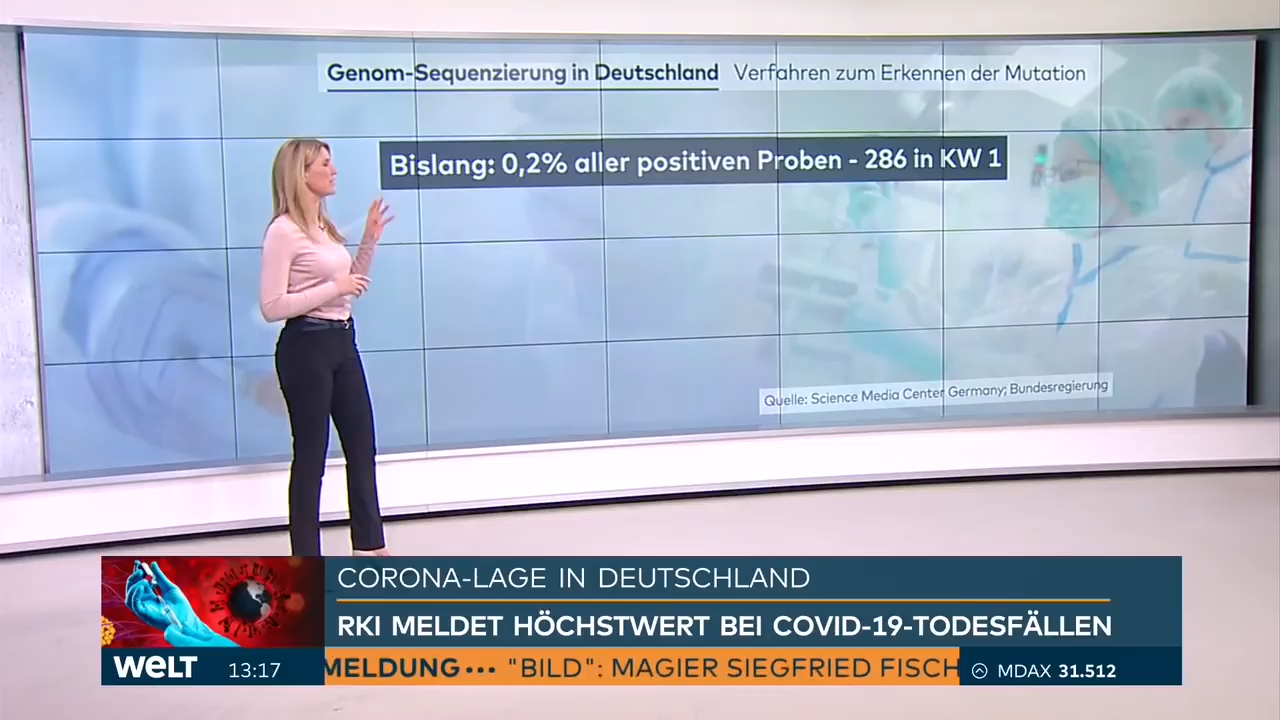 Genom-Sequenzierung in Deutschland Verfahren zum Erkennen der Mutation
Bislang: 0,2% aller positiven Proben - 286 in KW 1
Quelle: Science Media Center Germany; Bundesregierung
CORONA-LAGE IN DEUTSCHLAND
RKI MELDET HÖCHSTWERT BEI COVID-19-TODESFÄLLEN
welt 13:17 MELDUNG ••• "BILD": MAGIER SIEGFRIED FISCH MDAX 31.512